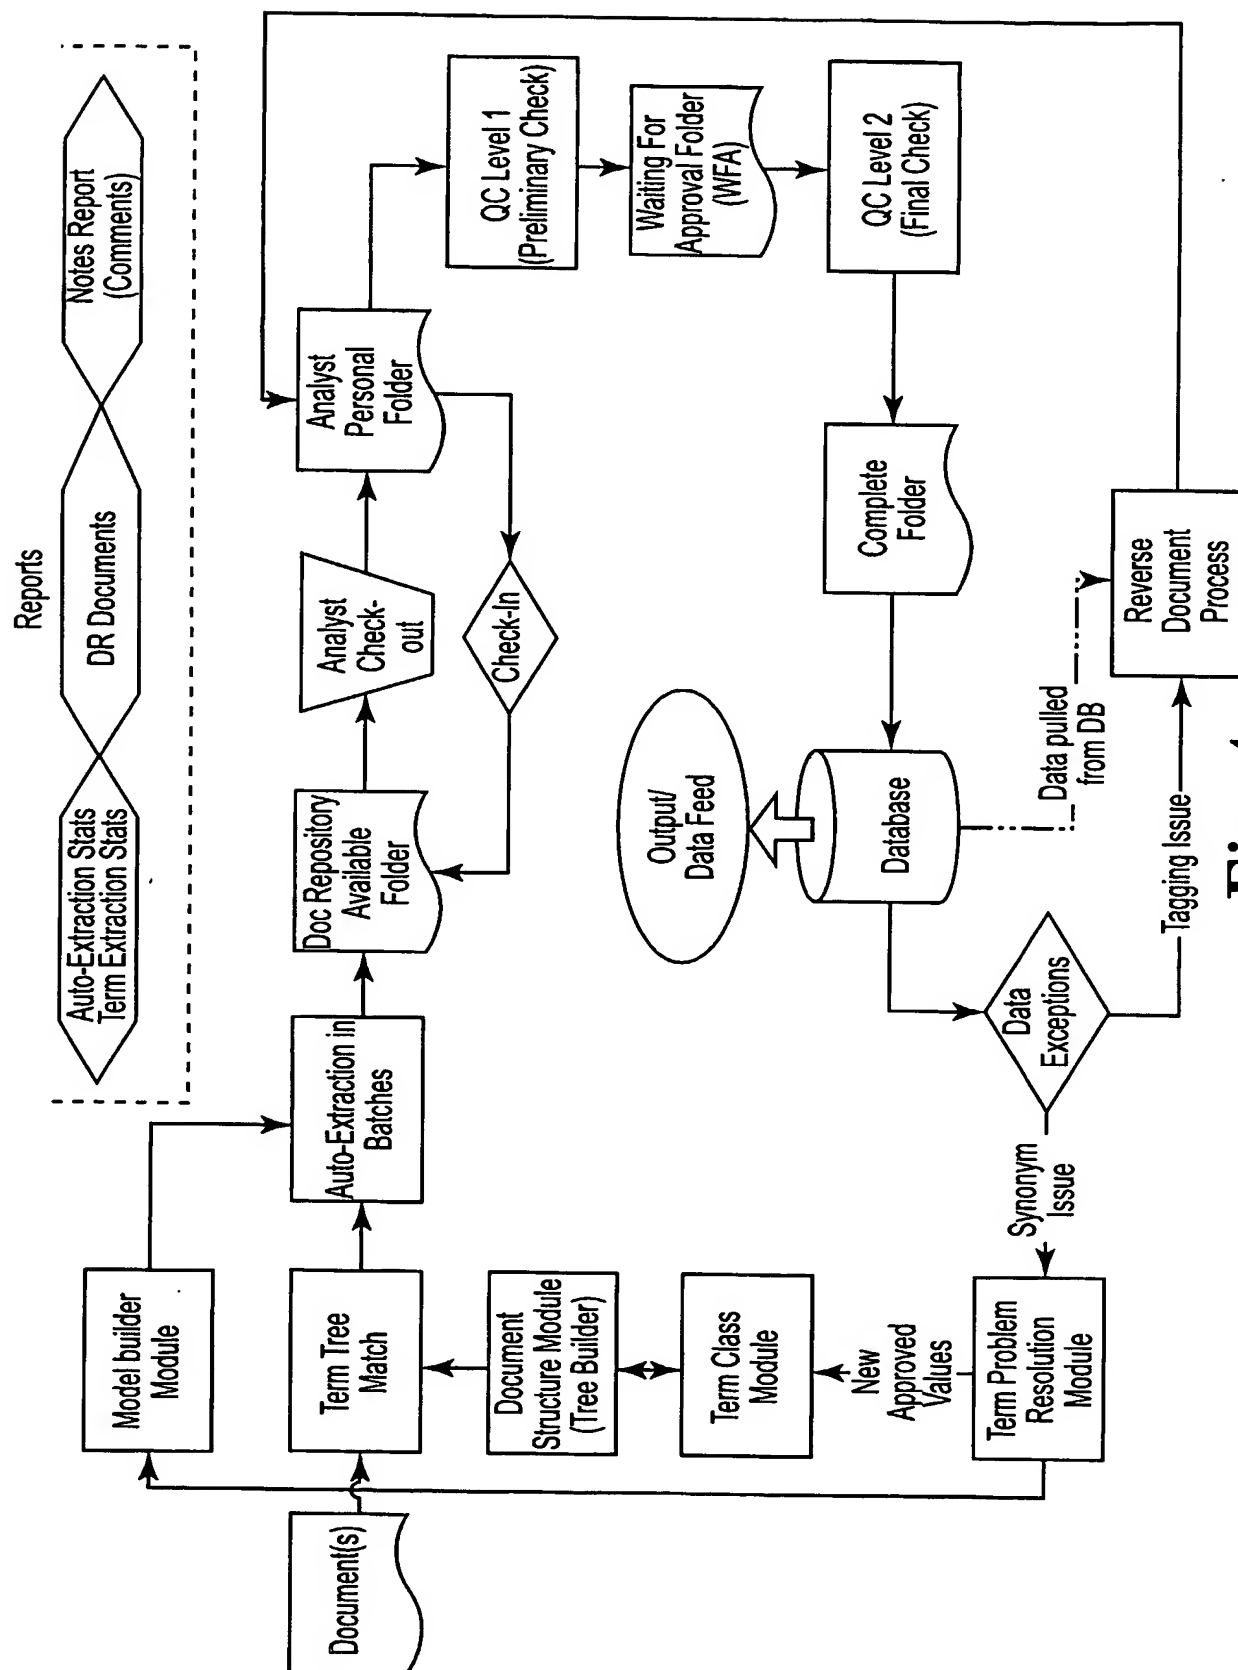 Reports
Auto-Extraction Stats
Term Extraction Stats
DR Documents
Notes Report
(Comments)
Model builder
Module
Document(s)
Term Tree
Match
Auto-Extraction in
Batches
Doc Repository
Available
Folder
Analyst
Check-
out
Analyst
Personal
Folder
Check-In
QC Level 1
(Preliminary Check)
Waiting For
Approval Folder
(WFA)
QC Level 2
(Final Check)
Document
Structure Module
(Tree Builder)
Term Class
Module
New
Approved
Values
Term Problem
Resolution
Module
Synonym
Issue
Data
Exceptions
Output/
Data Feed
Database
Complete
Folder
Data pulled
from DB
Tagging Issue
Reverse
Document
Process